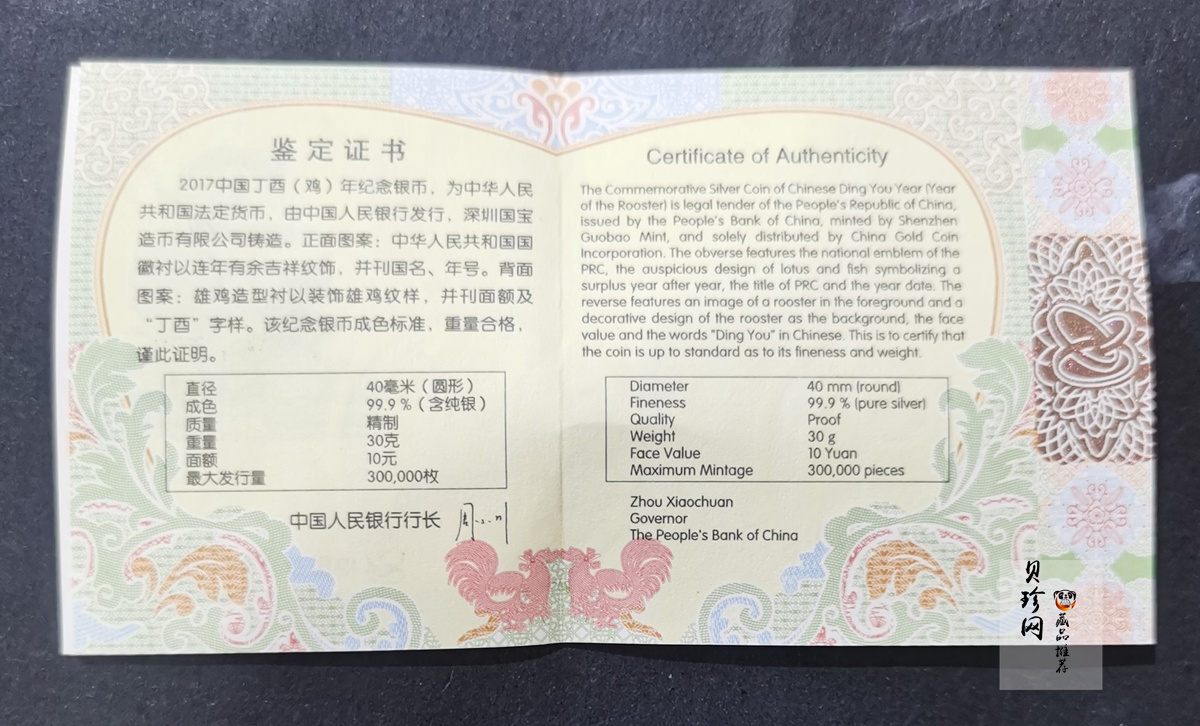 鉴定证书
2017中国丁酉（鸡）年纪念银币，为中华人民
共和国法定货币，由中国人民银行发行，深圳国宝
造币有限公司铸造。正面图案：中华人民共和国国
徽衬以连年有余吉祥纹饰，并刊国名、年号。背面
图案：雄鸡造型衬以装饰雄鸡纹样，并刊面额及
“丁酉”字样。该纪念银币成色标准，重量合格，
谨此证明。
直径 40毫米（圆形）
成色 99.9％（含纯银）
质量 精制
重量 30克
面额 10元
最大发行量 300,000枚
中国人民银行行长
Certificate of Authenticity
The Commemorative Silver Coin of Chinese Ding You Year (Year
of the Rooster) is legal tender of the People's Republic of China,
issued by the People's Bank of China, minted by Shenzhen
Guobao Mint, and solely distributed by China Gold Coin
Incorporation. The obverse features the national emblem of the
PRC, the auspicious design of lotus and fish symbolizing a
surplus year after year, the title of PRC and the year date. The
reverse features an image of a rooster in the foreground and a
decorative design of the rooster as the background, the face
value and the words "Ding You" in Chinese. This is to certify that
the coin is up to standard as to its fineness and weight.
Diameter 40 mm (round)
Fineness 99.9 % (pure silver)
Quality Proof
Weight 30 g
Face Value 10 Yuan
Maximum Mintage 300,000 pieces
Zhou Xiaochuan
Governor
The People's Bank of China
贝珍网
藏品推荐